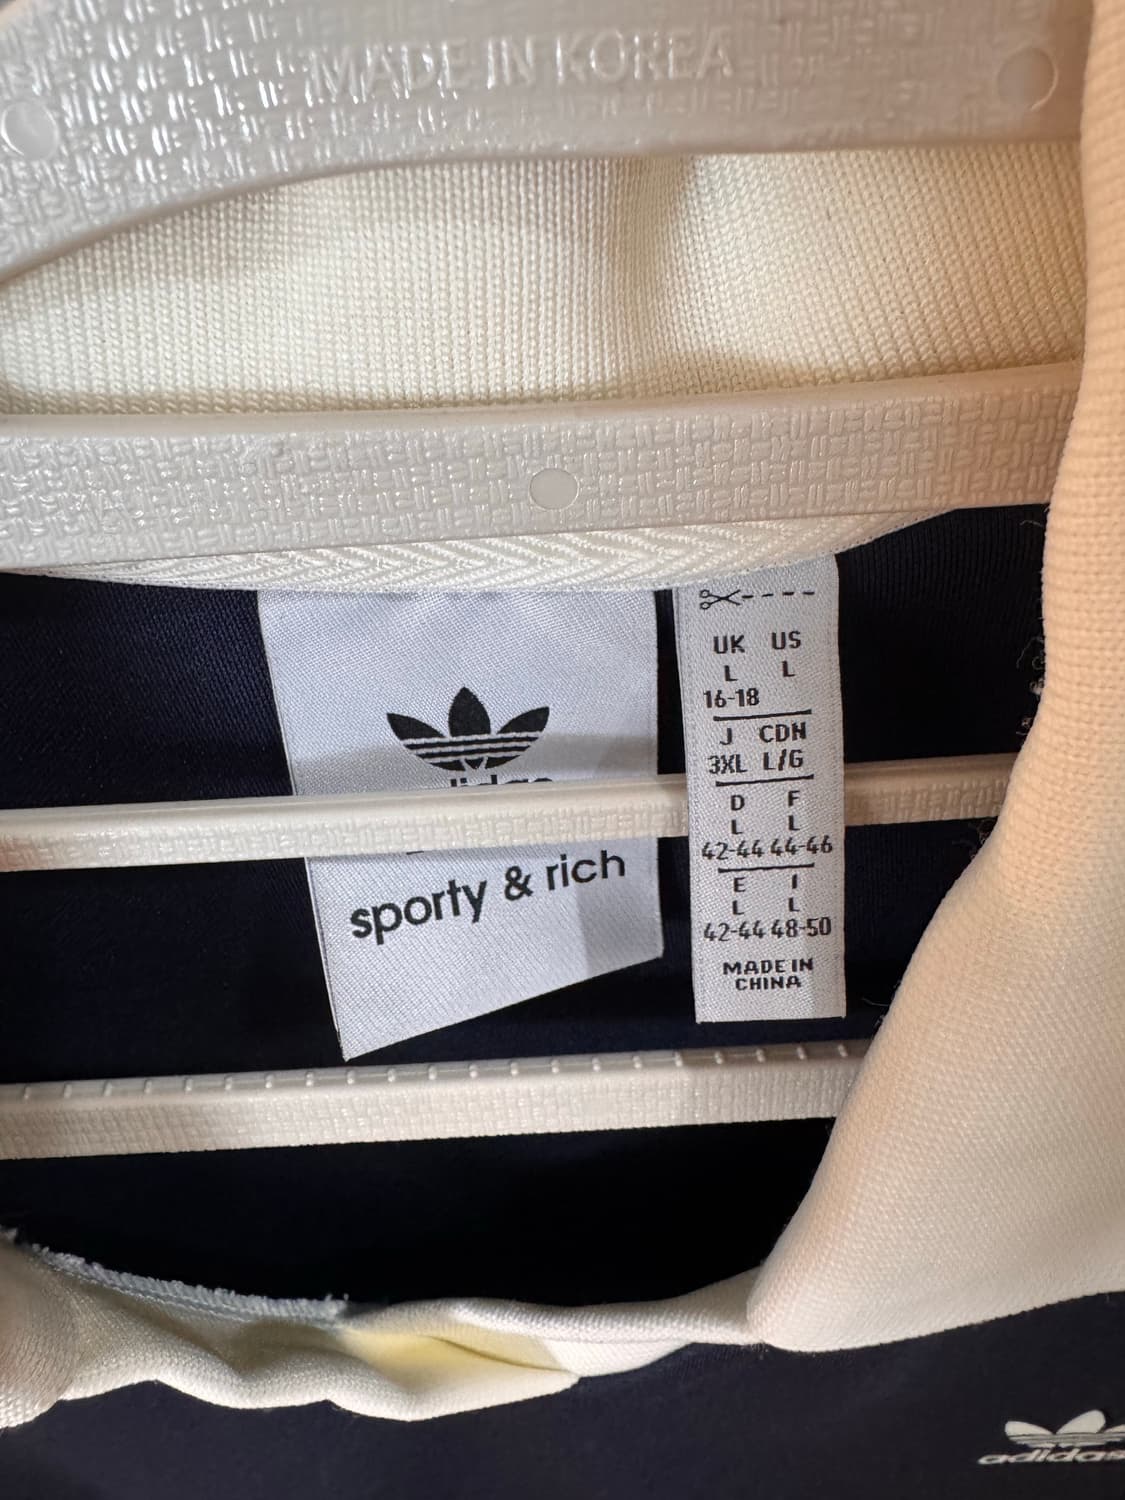 MADE IN KOREA
sporty & rich
UK US
L L
16-18
J CDN
3XL L/G
D F
L L
42-44 44-46
E I
L L
42-44 48-50
MADE IN
CHINA
adidas